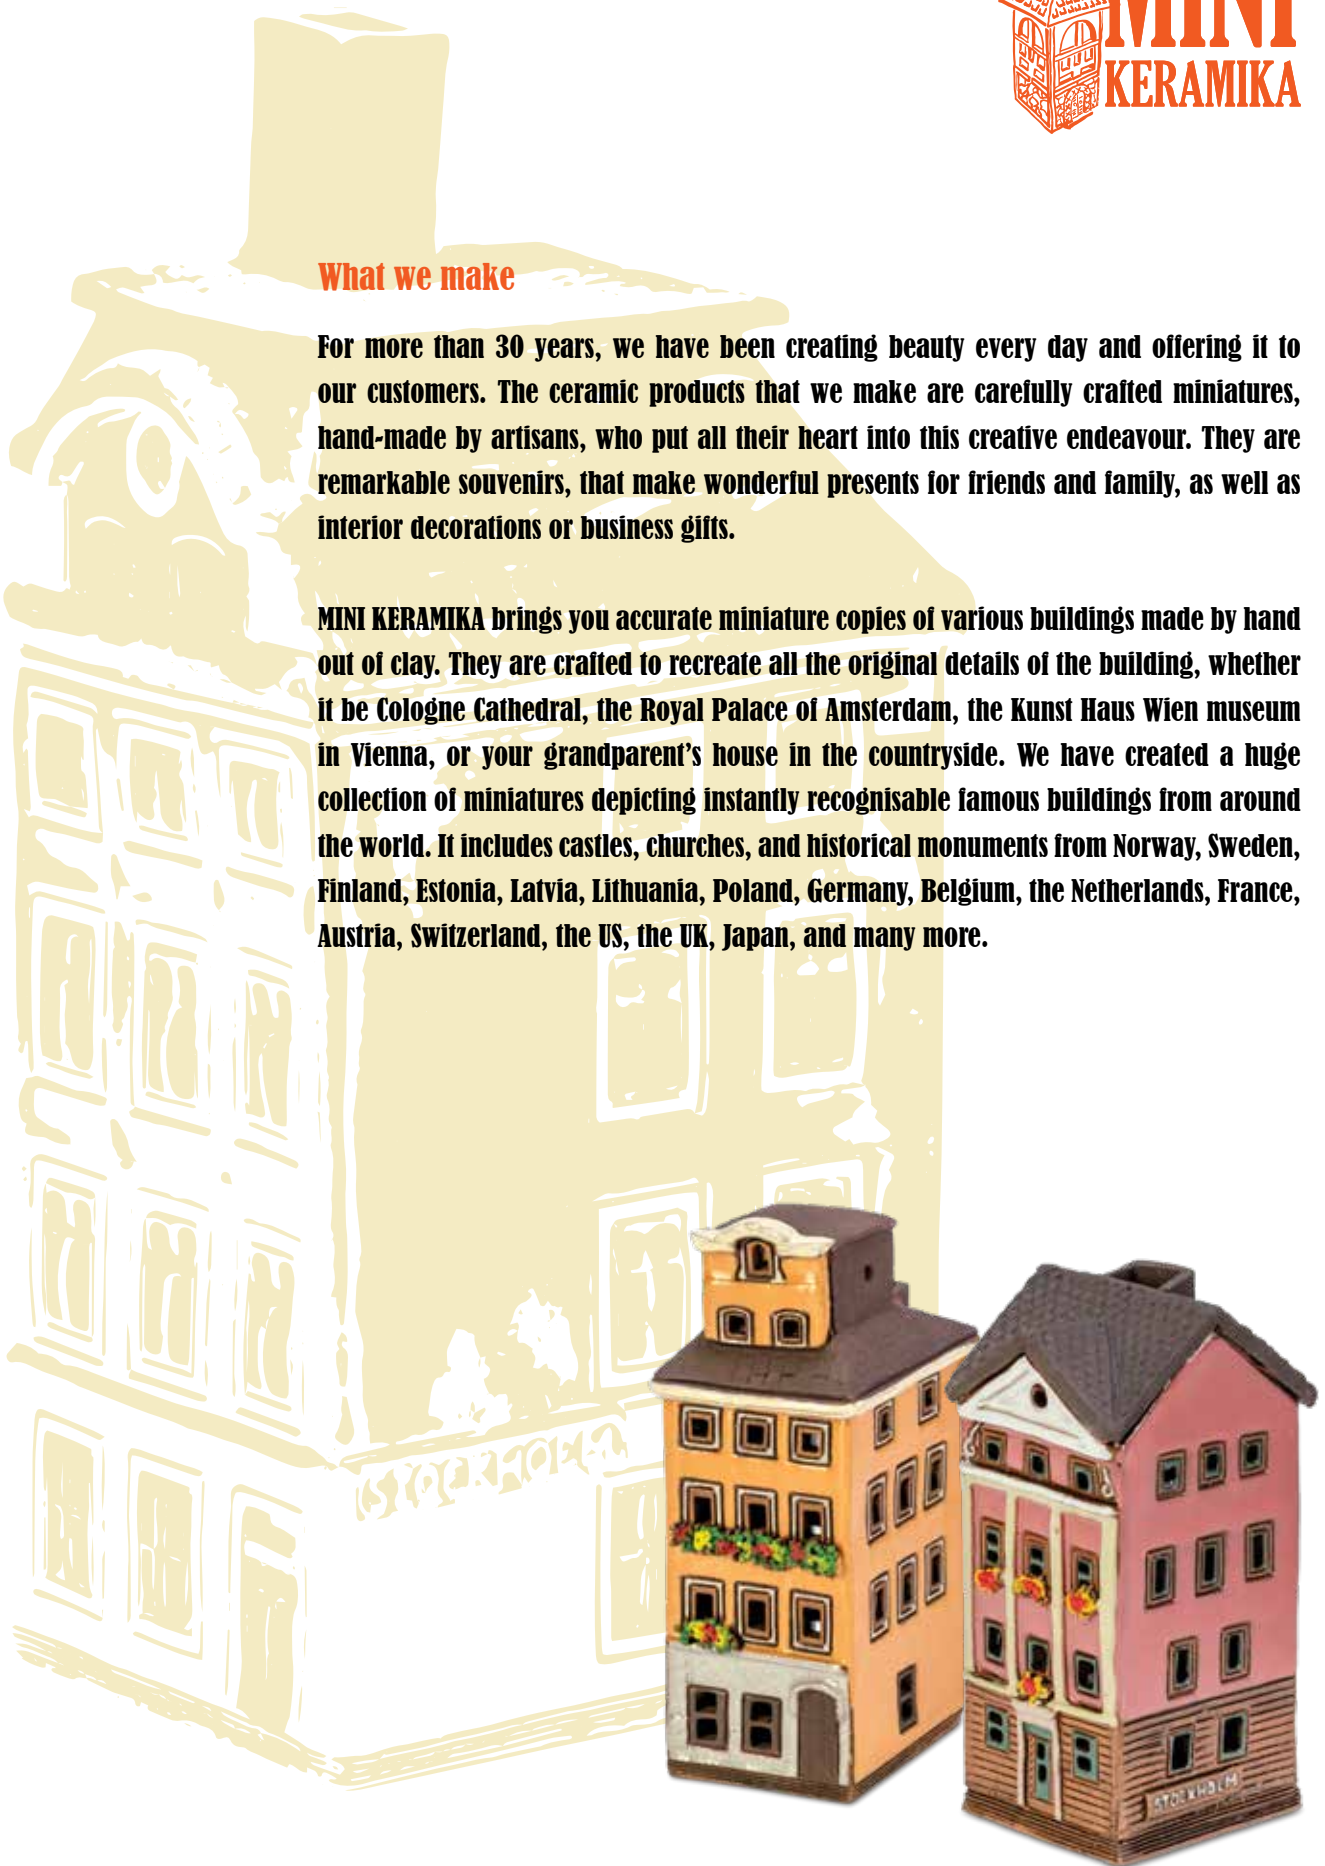 MINI
KERAMIKA
What we make
For more than 30 years, we have been creating beauty every day and offering it to
our customers. The ceramic products that we make are carefully crafted miniatures,
hand-made by artisans, who put all their heart into this creative endeavour. They are
remarkable souvenirs, that make wonderful presents for friends and family, as well as
interior decorations or business gifts.
MINI KERAMIKA brings you accurate miniature copies of various buildings made by hand
out of clay. They are crafted to recreate all the original details of the building, whether
it be Cologne Cathedral, the Royal Palace of Amsterdam, the Kunst Haus Wien museum
in Vienna, or your grandparent’s house in the countryside. We have created a huge
collection of miniatures depicting instantly recognisable famous buildings from around
the world. It includes castles, churches, and historical monuments from Norway, Sweden,
Finland, Estonia, Latvia, Lithuania, Poland, Germany, Belgium, the Netherlands, France,
Austria, Switzerland, the US, the UK, Japan, and many more.
STOCKHOLM
STOCKHOLM